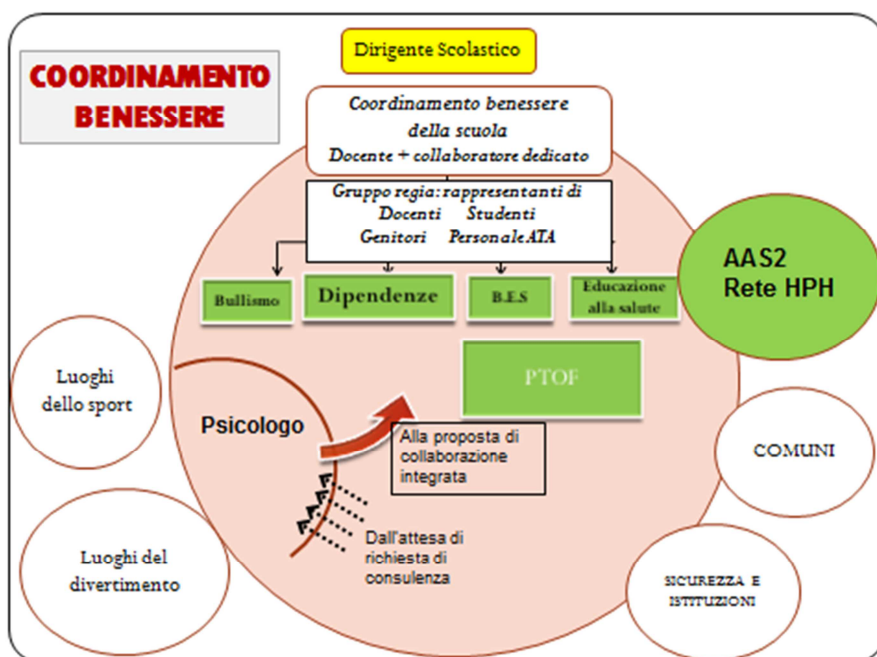 Dirigente Scolastico
COORDINAMENTO
BENESSERE
Coordinamento benessere
della scuola
Docente + collaboratore dedicato
Gruppo regia: rappresentanti di
Docenti Studenti
Genitori Personale ATA
Bullismo
Dipendenze
B.E.S
Educazione
alla salute
AAS2
Rete HPH
PTOF
Luoghi
dello sport
Psicologo
Alla proposta di
collaborazione
integrata
COMUNI
Dall'attesa di
richiesta di
consulenza
Luoghi del
divertimento
SICUREZZA E
ISTITUZIONI